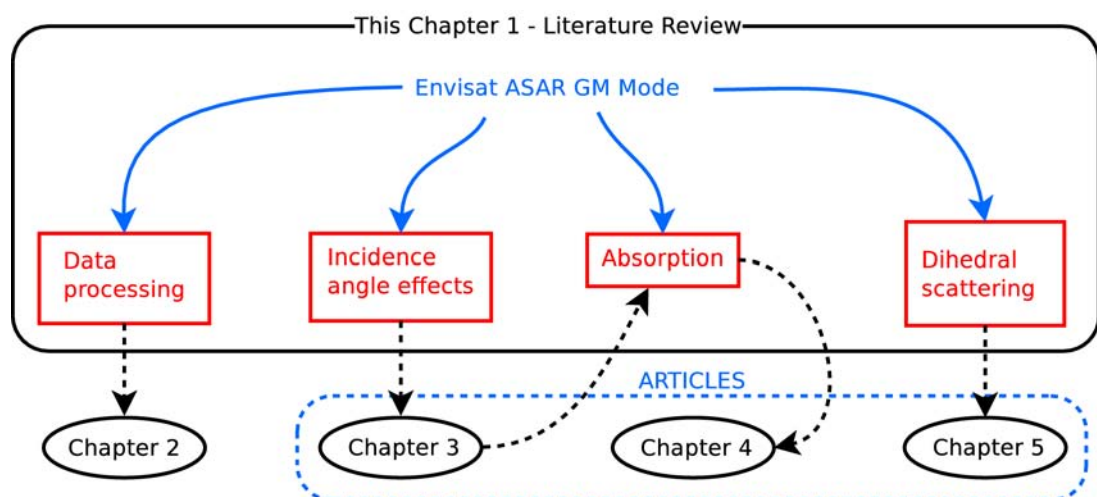 This Chapter 1 - Literature Review
Envisat ASAR GM Mode
Data
processing
Incidence
angle effects
Absorption
Dihedral
scattering
ARTICLES
Chapter 2
Chapter 3
Chapter 4
Chapter 5